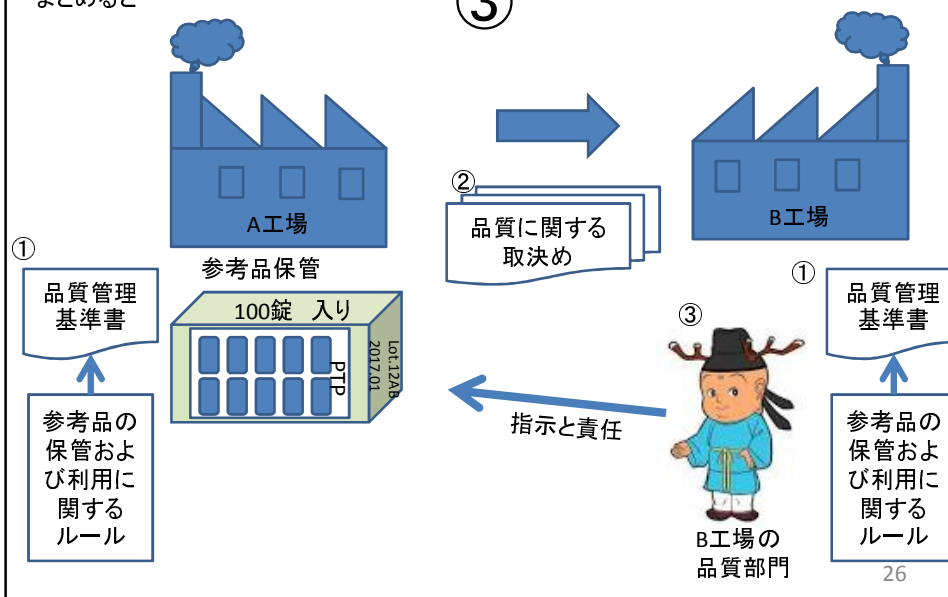 まとめると
③
A工場
B工場
②
品質に関する
取決め
①
品質管理
基準書
参考品の
保管およ
び利用に
関する
ルール
参考品保管
100錠 入り
PTP
Lot.12AB
2017.01
指示と責任
③
B工場の
品質部門
①
品質管理
基準書
参考品の
保管およ
び利用に
関する
ルール
26